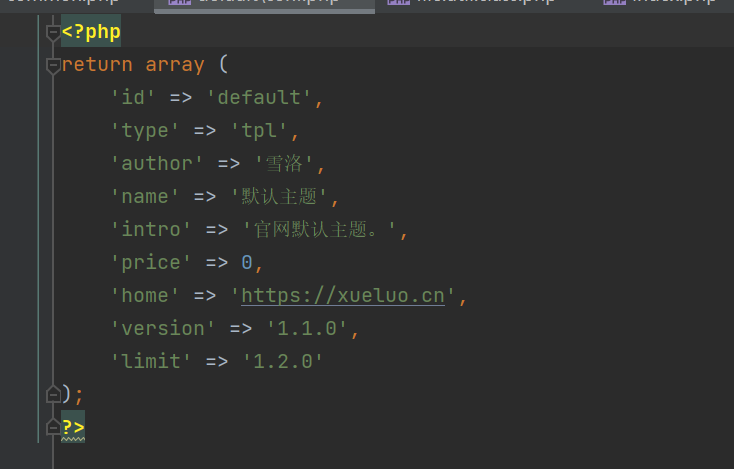 <?php
return array (
'id' => 'default',
'type' => 'tpl',
'author' => '雪洛',
'name' => '默认主题',
'intro' => '官网默认主题。',
'price' => 0,
'home' => 'https://xueluo.cn',
'version' => '1.1.0',
'limit' => '1.2.0'
);
?>